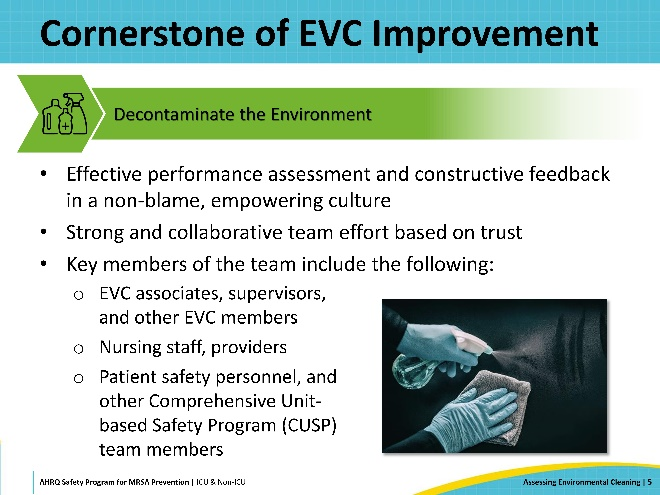 Cornerstone of EVC Improvement
Decontaminate the Environment
• Effective performance assessment and constructive feedback
in a non-blame, empowering culture
• Strong and collaborative team effort based on trust
• Key members of the team include the following:
o EVC associates, supervisors,
and other EVC members
o Nursing staff, providers
o Patient safety personnel, and
other Comprehensive Unit-
based Safety Program (CUSP)
team members
AHRQ Safety Program for MRSA Prevention | ICU & Non-ICU
Assessing Environmental Cleaning | 5